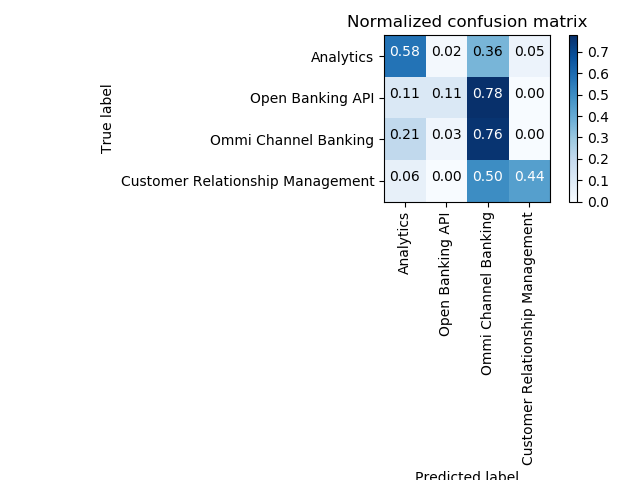 Normalized confusion matrix
True label
Analytics 0.58 0.02 0.36 0.05
Open Banking API 0.11 0.11 0.78 0.00
Ommi Channel Banking 0.21 0.03 0.76 0.00
Customer Relationship Management 0.06 0.00 0.50 0.44
0.7
0.6
0.5
0.4
0.3
0.2
0.1
0.0
Analytics
Open Banking API
Ommi Channel Banking
Customer Relationship Management
Predicted label